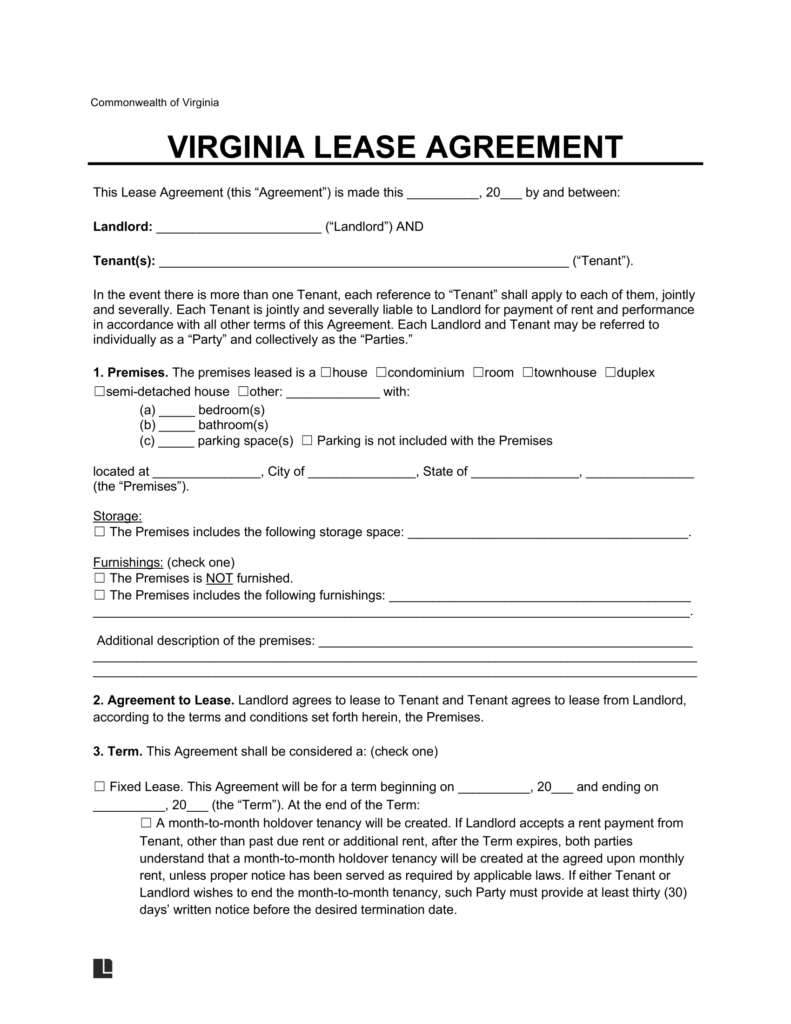 Commonwealth of Virginia
VIRGINIA LEASE AGREEMENT
This Lease Agreement (this “Agreement”) is made this __________, 20___ by and between:
Landlord: _______________________ (“Landlord”) AND
Tenant(s): _________________________________________________________ (“Tenant”).
In the event there is more than one Tenant, each reference to “Tenant” shall apply to each of them, jointly
and severally. Each Tenant is jointly and severally liable to Landlord for payment of rent and performance
in accordance with all other terms of this Agreement. Each Landlord and Tenant may be referred to
individually as a “Party” and collectively as the “Parties.”
1. Premises. The premises leased is a ☐house ☐condominium ☐room ☐townhouse ☐duplex
☐semi-detached house ☐other: _____________ with:
(a) _____ bedroom(s)
(b) _____ bathroom(s)
(c) _____ parking space(s) ☐ Parking is not included with the Premises
located at _______________, City of _______________, State of _______________, _______________
(the “Premises”).
Storage:
☐ The Premises includes the following storage space: _______________________________________.
Furnishings: (check one)
☐ The Premises is NOT furnished.
☐ The Premises includes the following furnishings: __________________________________________
___________________________________________________________________________________.
Additional description of the premises: ____________________________________________________
____________________________________________________________________________________
____________________________________________________________________________________
2. Agreement to Lease. Landlord agrees to lease to Tenant and Tenant agrees to lease from Landlord,
according to the terms and conditions set forth herein, the Premises.
3. Term. This Agreement shall be considered a: (check one)
☐ Fixed Lease. This Agreement will be for a term beginning on __________, 20___ and ending on
__________, 20___ (the “Term”). At the end of the Term:
☐ A month-to-month holdover tenancy will be created. If Landlord accepts a rent payment from
Tenant, other than past due rent or additional rent, after the Term expires, both parties
understand that a month-to-month holdover tenancy will be created at the agreed upon monthly
rent, unless proper notice has been served as required by applicable laws. If either Tenant or
Landlord wishes to end the month-to-month tenancy, such Party must provide at least thirty (30)
days’ written notice before the desired termination date.